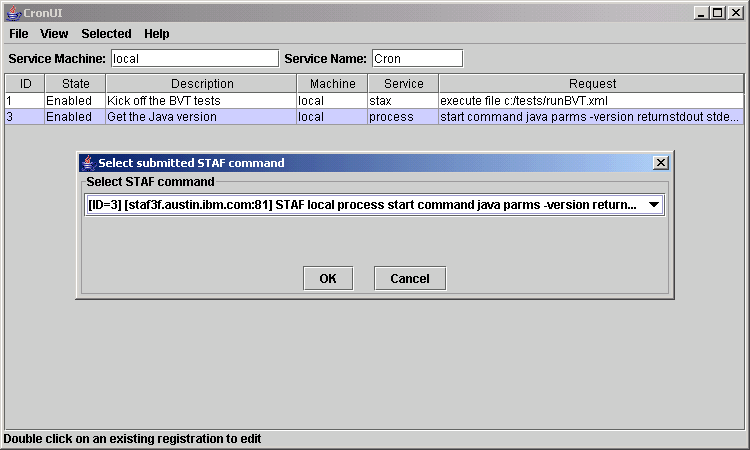 CronUI
File View Selected Help
Service Machine: local Service Name: Cron
ID State Description Machine Service Request
1 Enabled Kick off the BVT tests local stax execute file c:/tests/runBVT.xml
3 Enabled Get the Java version local process start command java parms -version returnstdout stde...
Select submitted STAF command
Select STAF command
[ID=3] [staf3f.austin.ibm.com:81] STAF local process start command java parms -version return...
OK Cancel
Double click on an existing registration to edit